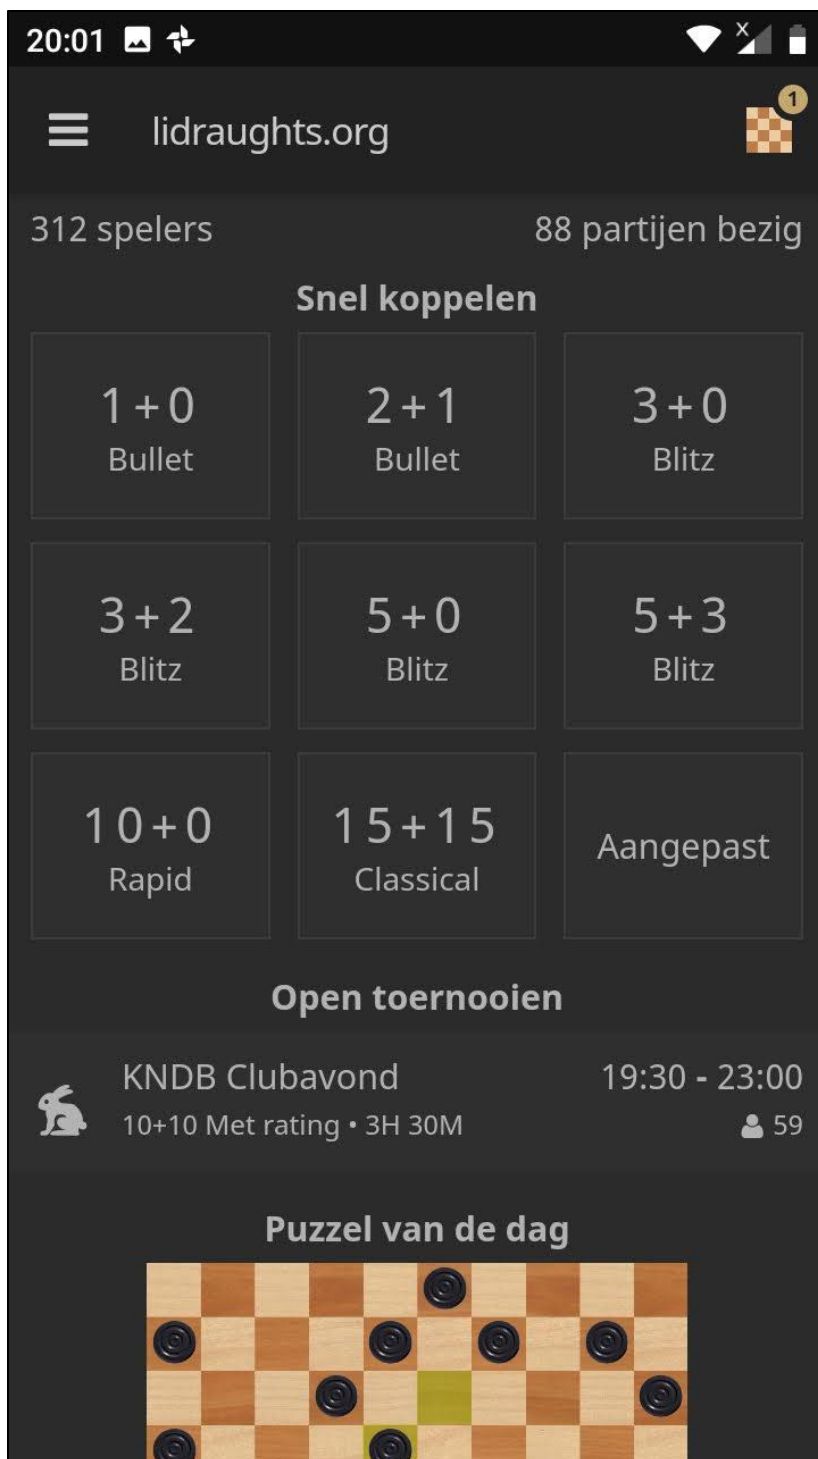 20:01
lidraughts.org 1
312 spelers 88 partijen bezig
Snel koppelen
1+0 2+1 3+0
Bullet Bullet Blitz
3+2 5+0 5+3
Blitz Blitz Blitz
10+0 15+15 Aangepast
Rapid Classical
Open toernooien
KNDB Clubavond 19:30 - 23:00
10+10 Met rating • 3H 30M 59
Puzzel van de dag